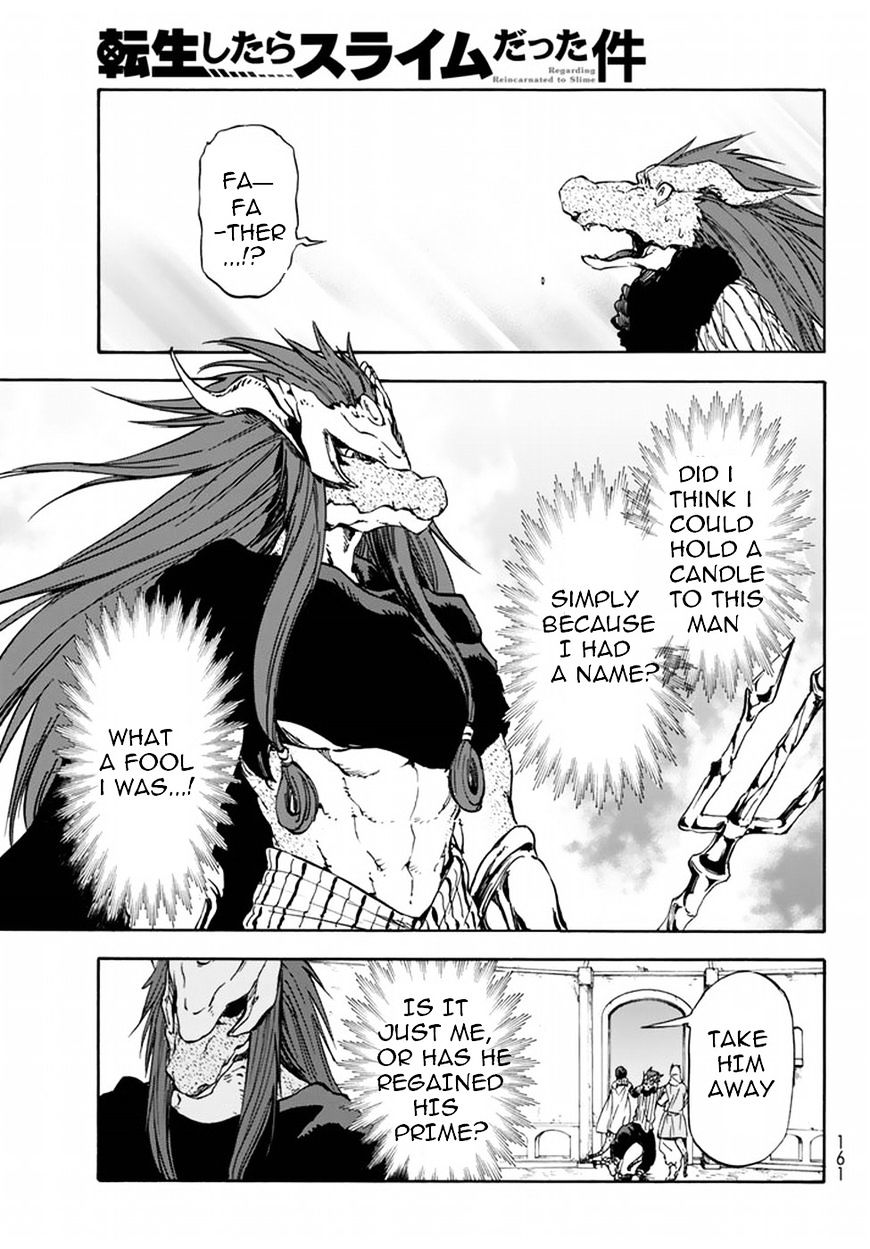 転生したらスライムだった件
Regarding
Reincarnated to Slime
FA—
FA
-THER
...!?
DID I
THINK I
COULD
HOLD A
CANDLE
TO THIS
MAN
SIMPLY
BECAUSE
I HAD
A NAME?
WHAT
A FOOL
I WAS...!
TAKE
HIM
AWAY
IS IT
JUST ME,
OR HAS HE
REGAINED
HIS
PRIME?
161